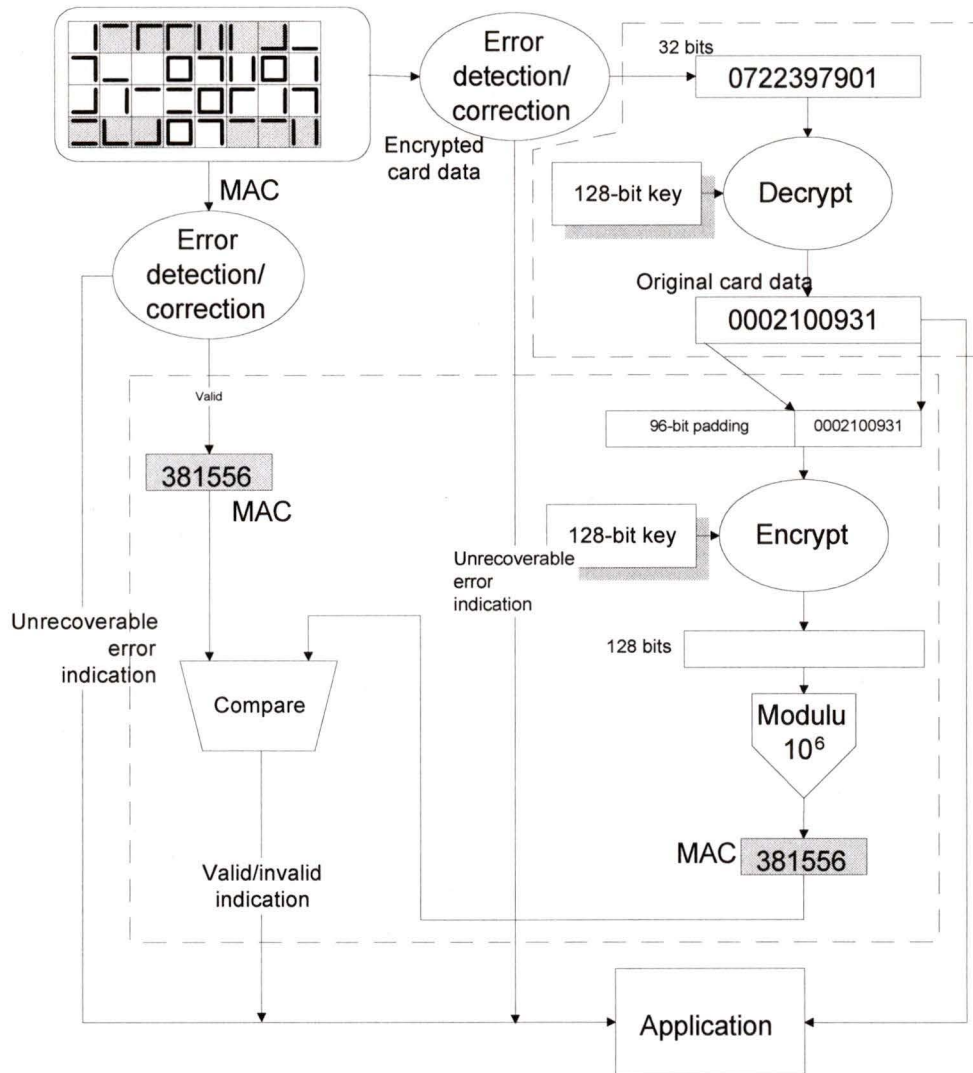 Error
detection/
correction
32 bits
0722397901
Encrypted
card data
MAC
128-bit key
Decrypt
Error
detection/
correction
Original card data
0002100931
Valid
96-bit padding
0002100931
381556
MAC
128-bit key
Encrypt
Unrecoverable
error
indication
Unrecoverable
error
indication
128 bits
Compare
Modulu
10⁶
MAC
381556
Valid/invalid
indication
Application